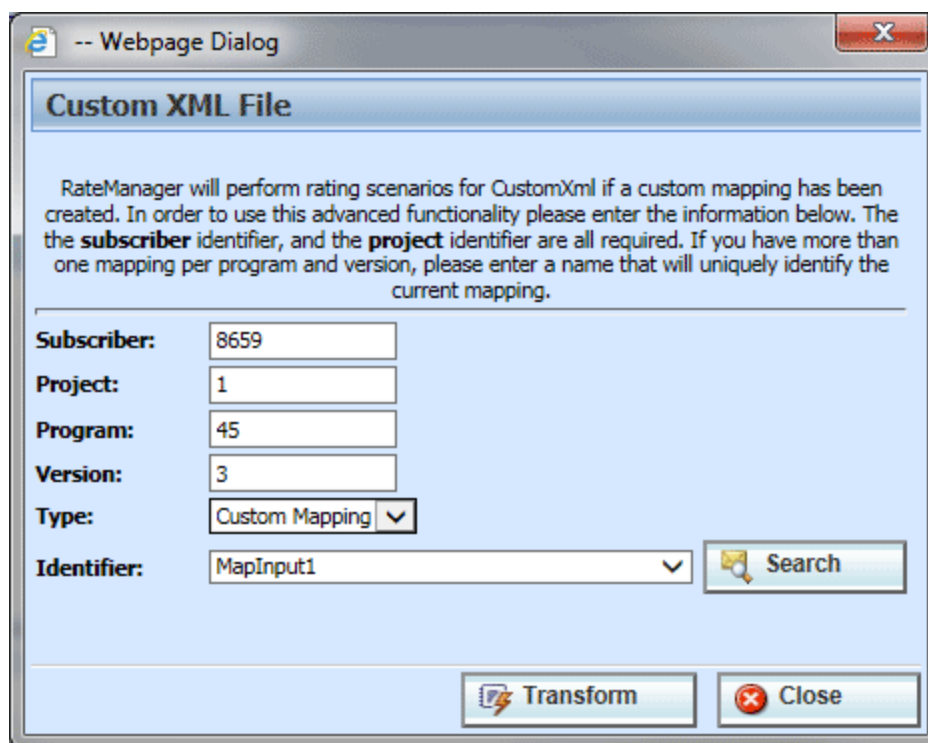 -- Webpage Dialog
Custom XML File
RateManager will perform rating scenarios for CustomXml if a custom mapping has been
created. In order to use this advanced functionality please enter the information below. The
the subscriber identifier, and the project identifier are all required. If you have more than
one mapping per program and version, please enter a name that will uniquely identify the
current mapping.
Subscriber: 8659
Project: 1
Program: 45
Version: 3
Type: Custom Mapping
Identifier: MapInput1 Search
Transform Close